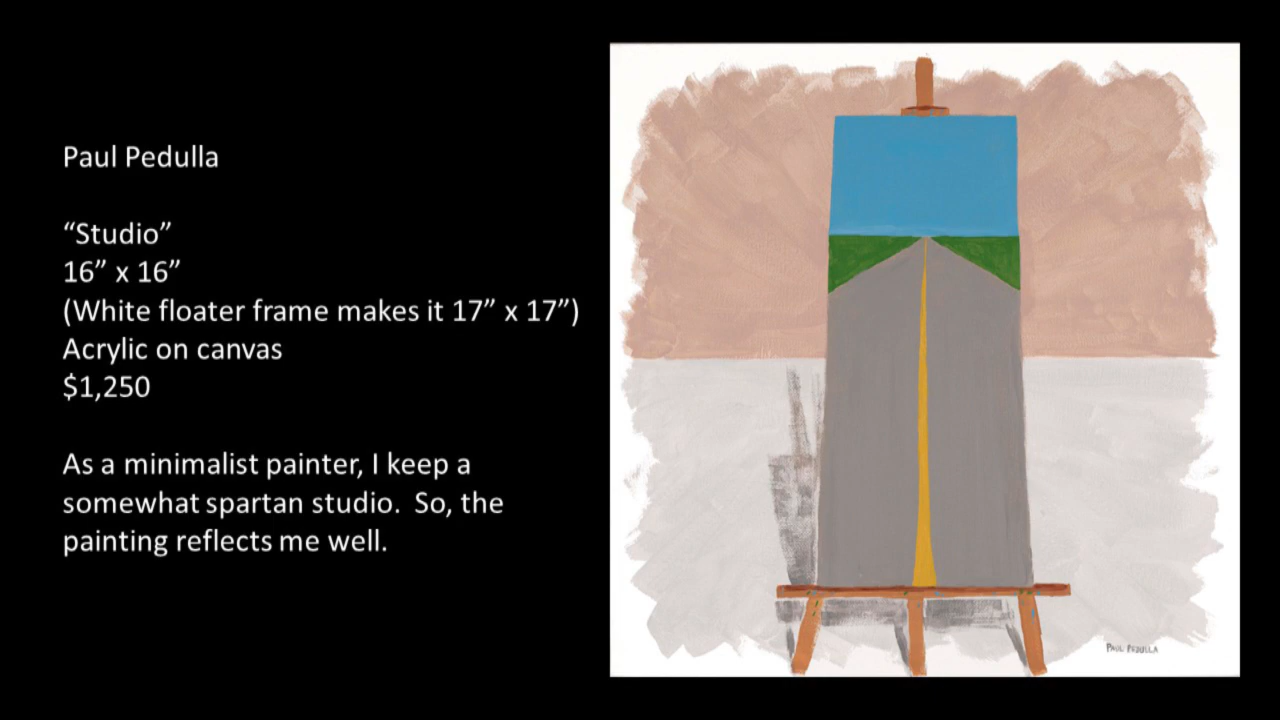 Paul Pedulla
“Studio”
16” x 16”
(White floater frame makes it 17” x 17”)
Acrylic on canvas
$1,250
As a minimalist painter, I keep a
somewhat spartan studio.  So, the
painting reflects me well.
PAUL PEDULLA